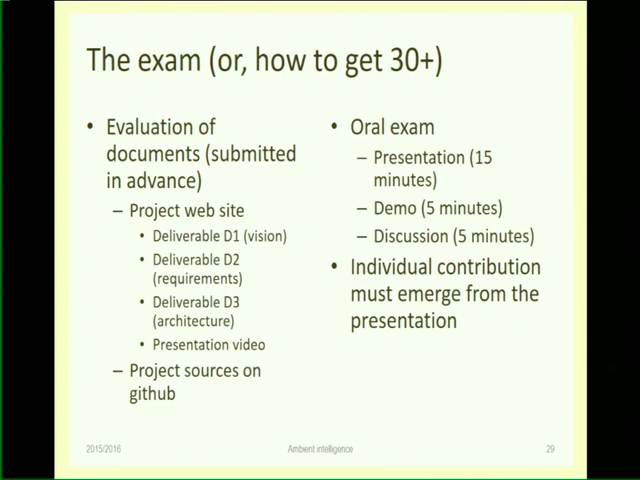 The exam (or, how to get 30+)
• Evaluation of
documents (submitted
in advance)
– Project web site
• Deliverable D1 (vision)
• Deliverable D2
(requirements)
• Deliverable D3
(architecture)
• Presentation video
– Project sources on
github
• Oral exam
– Presentation (15
minutes)
– Demo (5 minutes)
– Discussion (5 minutes)
• Individual contribution
must emerge from the
presentation
2015/2016
Ambient intelligence
29